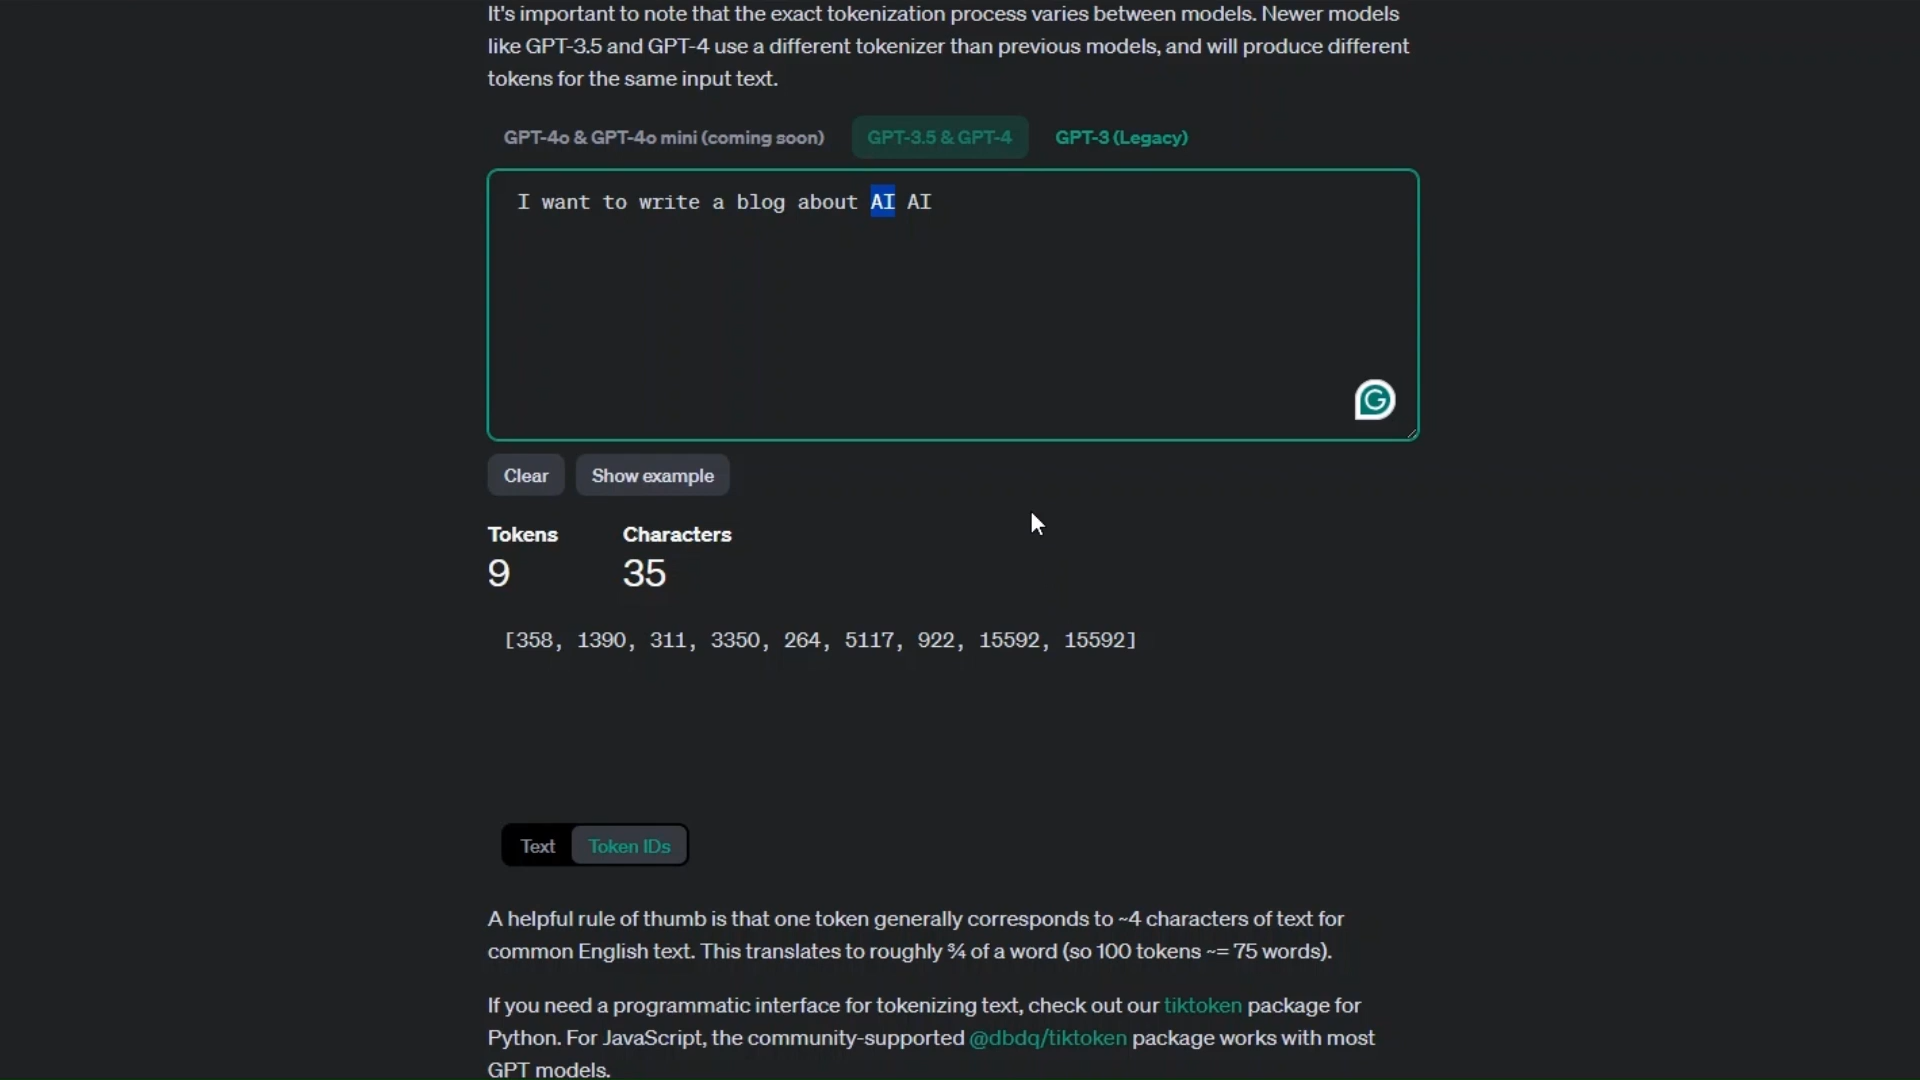 It's important to note that the exact tokenization process varies between models. Newer models
like GPT-3.5 and GPT-4 use a different tokenizer than previous models, and will produce different
tokens for the same input text.
GPT-4o & GPT-4o mini (coming soon) GPT-3.5 & GPT-4 GPT-3 (Legacy)
I want to write a blog about AI AI
G
Clear Show example
Tokens Characters
9 35
[358, 1390, 311, 3350, 264, 5117, 922, 15592, 15592]
Text Token IDs
A helpful rule of thumb is that one token generally corresponds to ~4 characters of text for
common English text. This translates to roughly ¾ of a word (so 100 tokens ~= 75 words).
If you need a programmatic interface for tokenizing text, check out our tiktoken package for
Python. For JavaScript, the community-supported @dbdq/tiktoken package works with most
GPT models.